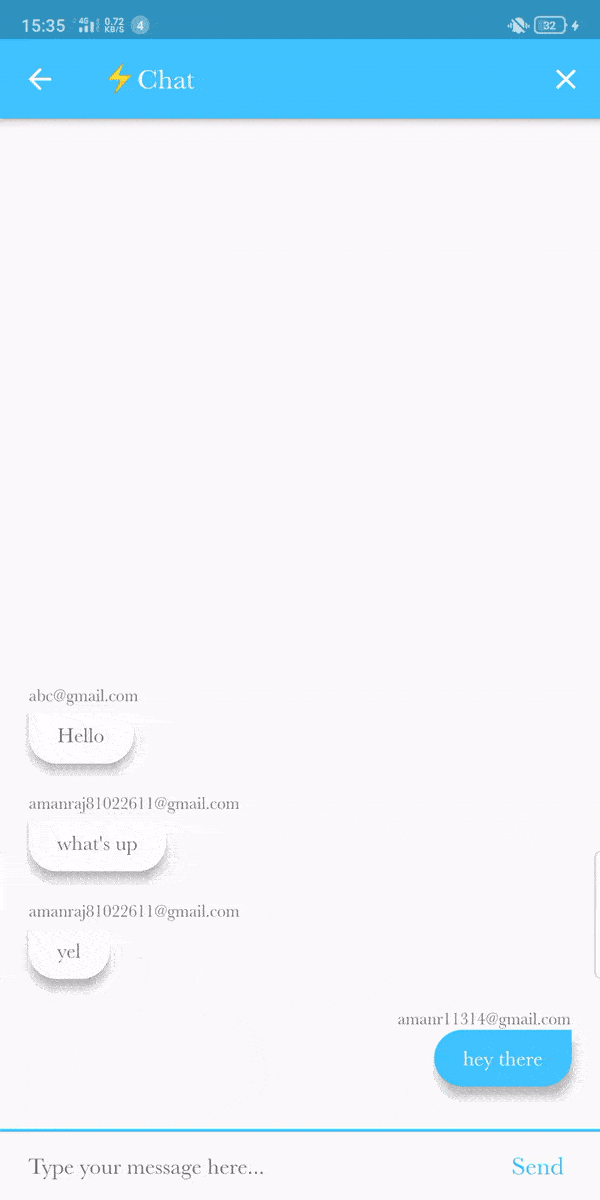 15:35 4G 0.72 KB/S 4 32
⚡Chat
abc@gmail.com
Hello
amanraj81022611@gmail.com
what's up
amanraj81022611@gmail.com
yel
amanr11314@gmail.com
hey there
Type your message here... Send